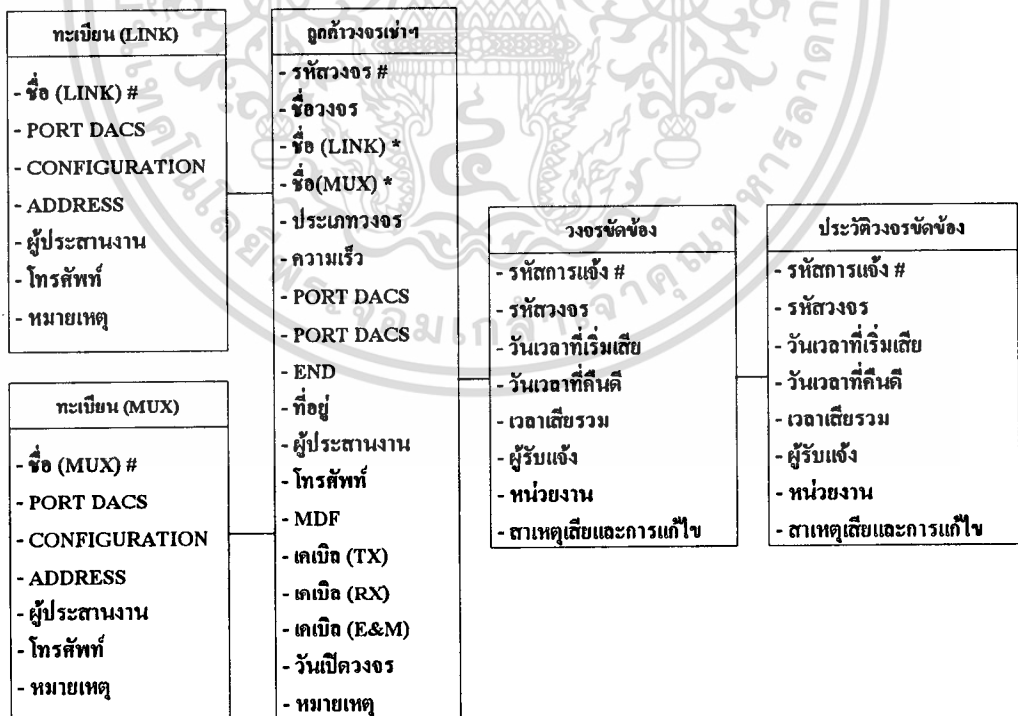 ทะเบียน (LINK)
- ชื่อ (LINK) #
- PORT DACS
- CONFIGURATION
- ADDRESS
- ผู้ประสานงาน
- โทรศัพท์
- หมายเหตุ
ทะเบียน (MUX)
- ชื่อ (MUX) #
- PORT DACS
- CONFIGURATION
- ADDRESS
- ผู้ประสานงาน
- โทรศัพท์
- หมายเหตุ
ลูกค้าวงจรเช่าฯ
- รหัสวงจร #
- ชื่อวงจร
- ชื่อ (LINK) *
- ชื่อ(MUX) *
- ประเภทวงจร
- ความเร็ว
- PORT DACS
- PORT DACS
- END
- ที่อยู่
- ผู้ประสานงาน
- โทรศัพท์
- MDF
- เคเบิล (TX)
- เคเบิล (RX)
- เคเบิล (E&M)
- วันเปิดวงจร
- หมายเหตุ
วงจรขัดข้อง
- รหัสการแจ้ง #
- รหัสวงจร
- วันเวลาที่เริ่มเสีย
- วันเวลาที่คืนดี
- เวลาเสียรวม
- ผู้รับแจ้ง
- หน่วยงาน
- สาเหตุเสียและการแก้ไข
ประวัติวงจรขัดข้อง
- รหัสการแจ้ง #
- รหัสวงจร
- วันเวลาที่เริ่มเสีย
- วันเวลาที่คืนดี
- เวลาเสียรวม
- ผู้รับแจ้ง
- หน่วยงาน
- สาเหตุเสียและการแก้ไข